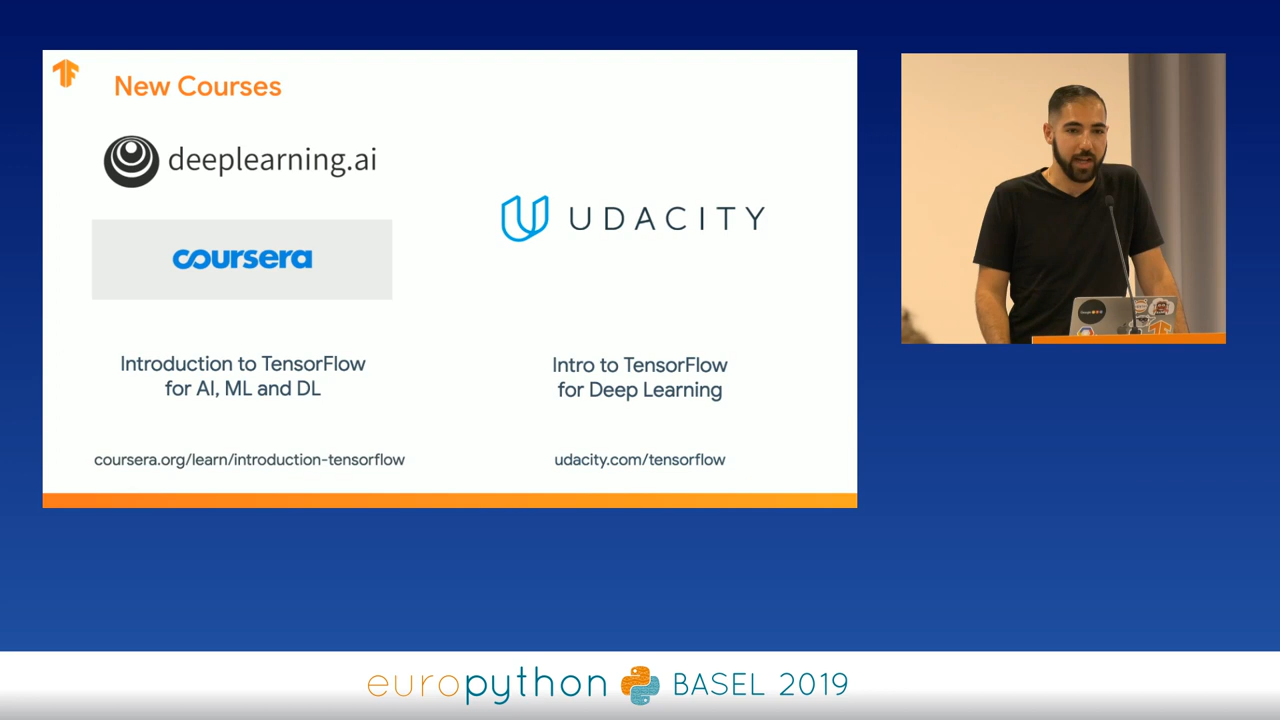 New Courses
deeplearning.ai
coursera
Introduction to TensorFlow
for AI, ML and DL
coursera.org/learn/introduction-tensorflow
UDACITY
Intro to TensorFlow
for Deep Learning
udacity.com/tensorflow
europython BASEL 2019